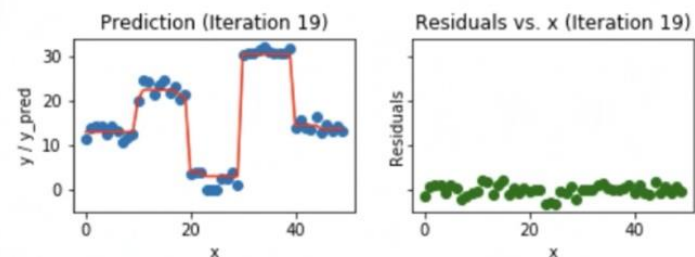 Prediction (Iteration 19)
y / y_pred
30
20
10
0
0
20
40
x
Residuals vs. x (Iteration 19)
Residuals
0
20
40
x